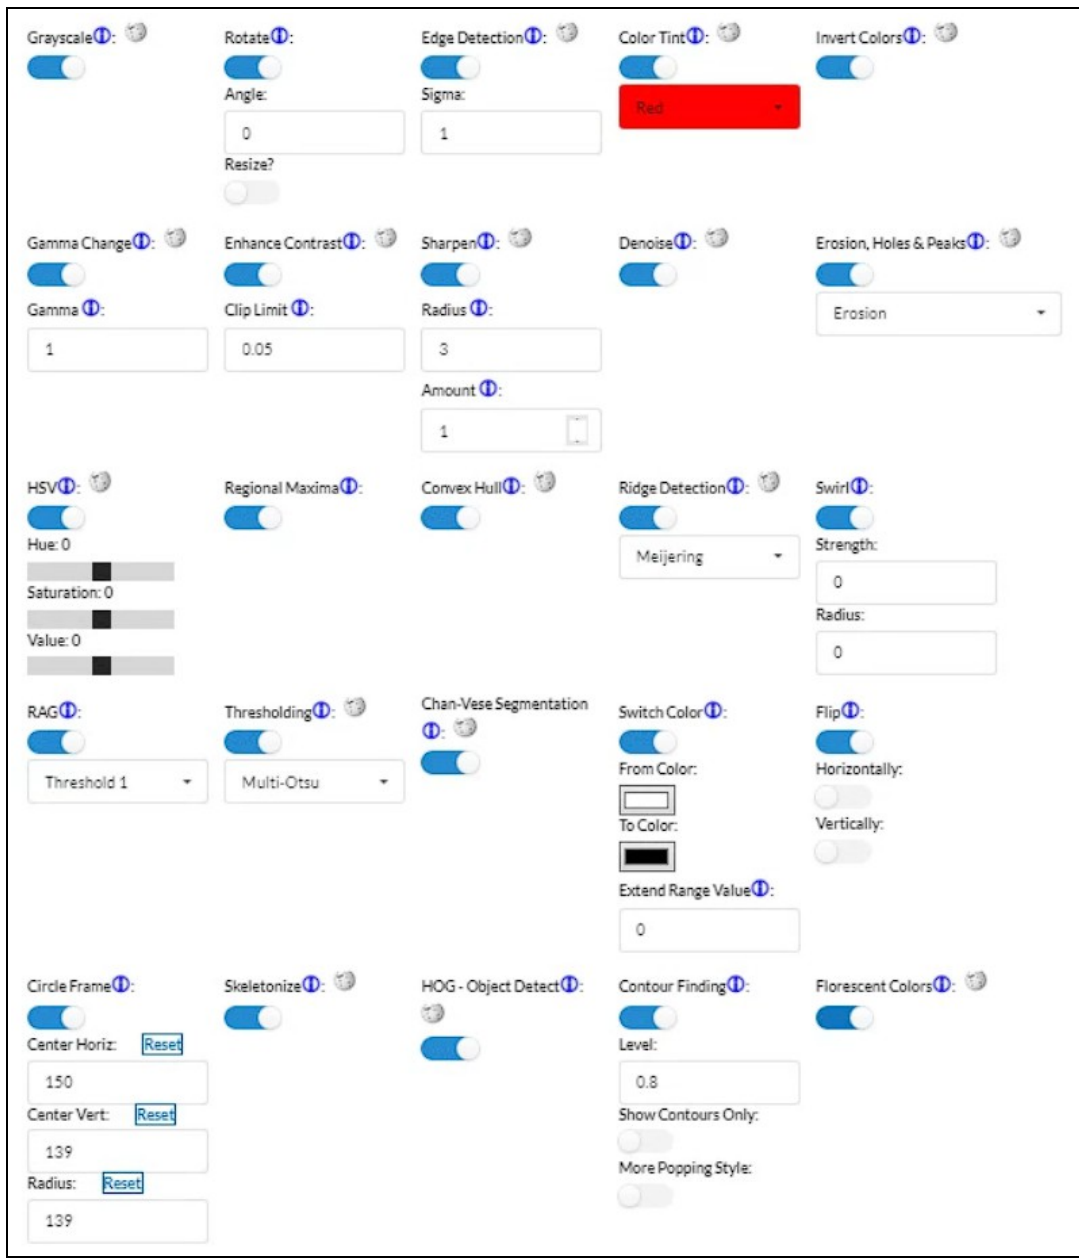 Grayscale: Rotate: Edge Detection: Color Tint: Invert Colors:
Angle: Sigma: Red
0 1
Resize?
Gamma Change: Enhance Contrast: Sharpen: Denoise: Erosion, Holes & Peaks:
Gamma: Clip Limit: Radius: Erosion
1 0.05 3
Amount:
1
HSV: Regional Maxima: Convex Hull: Ridge Detection: Swirl:
Hue: 0 Meijering Strength:
0
Saturation: 0 Radius:
Value: 0 0
RAG: Thresholding: Chan-Vese Segmentation: Switch Color: Flip:
Threshold 1 Multi-Otsu From Color: Horizontally:
To Color: Vertically:
Extend Range Value:
0
Circle Frame: Skeletonize: HOG - Object Detect: Contour Finding: Florescent Colors:
Center Horiz: Reset Level:
150 0.8
Center Vert: Reset Show Contours Only:
139
Radius: Reset More Popping Style:
139